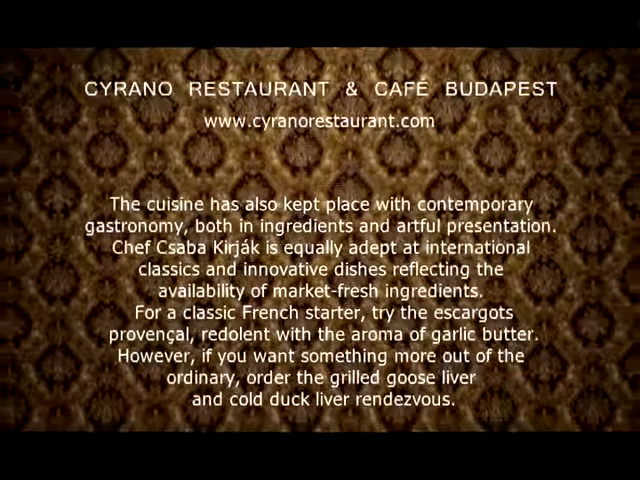 CYRANO RESTAURANT & CAFÉ BUDAPEST
www.cyranorestaurant.com
The cuisine has also kept place with contemporary
gastronomy, both in ingredients and artful presentation.
Chef Csaba Kirják is equally adept at international
classics and innovative dishes reflecting the
availability of market-fresh ingredients.
For a classic French starter, try the escargots
provençal, redolent with the aroma of garlic butter.
However, if you want something more out of the
ordinary, order the grilled goose liver
and cold duck liver rendezvous.